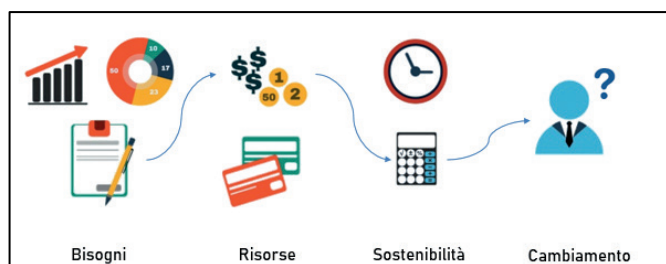 10
50
17
23
$ $
$ $
1
50
2
?
Bisogni
Risorse
Sostenibilità
Cambiamento